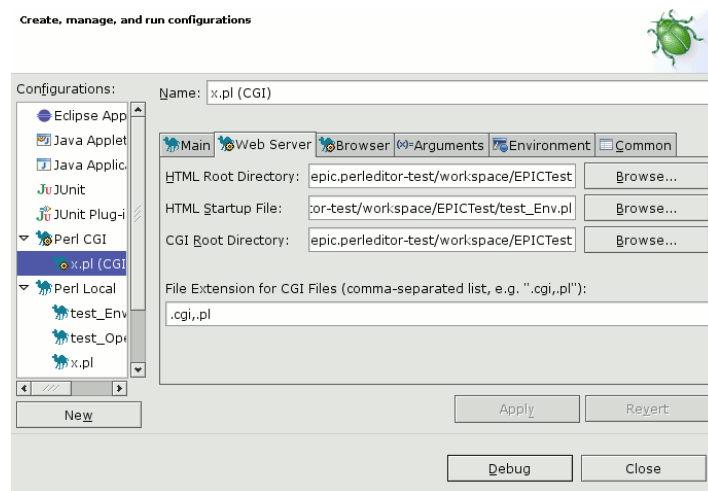 Create, manage, and run configurations
Configurations:
Eclipse App
Java Applet
Java Applic
JUnit
JUnit Plug-i
Perl CGI
x.pl (CGI
Perl Local
test_Env
test_Ope
x.pl
New
Name: x.pl (CGI)
Main Web Server Browser (x)=Arguments Environment Common
HTML Root Directory: epic.perleditor-test/workspace/EPICTest Browse...
HTML Startup File: :or-test/workspace/EPICTest/test_Env.pl Browse...
CGI Root Directory: epic.perleditor-test/workspace/EPICTest Browse...
File Extension for CGI Files (comma-separated list, e.g. ".cgi,.pl"):
.cgi,.pl
Apply Revert
Debug Close